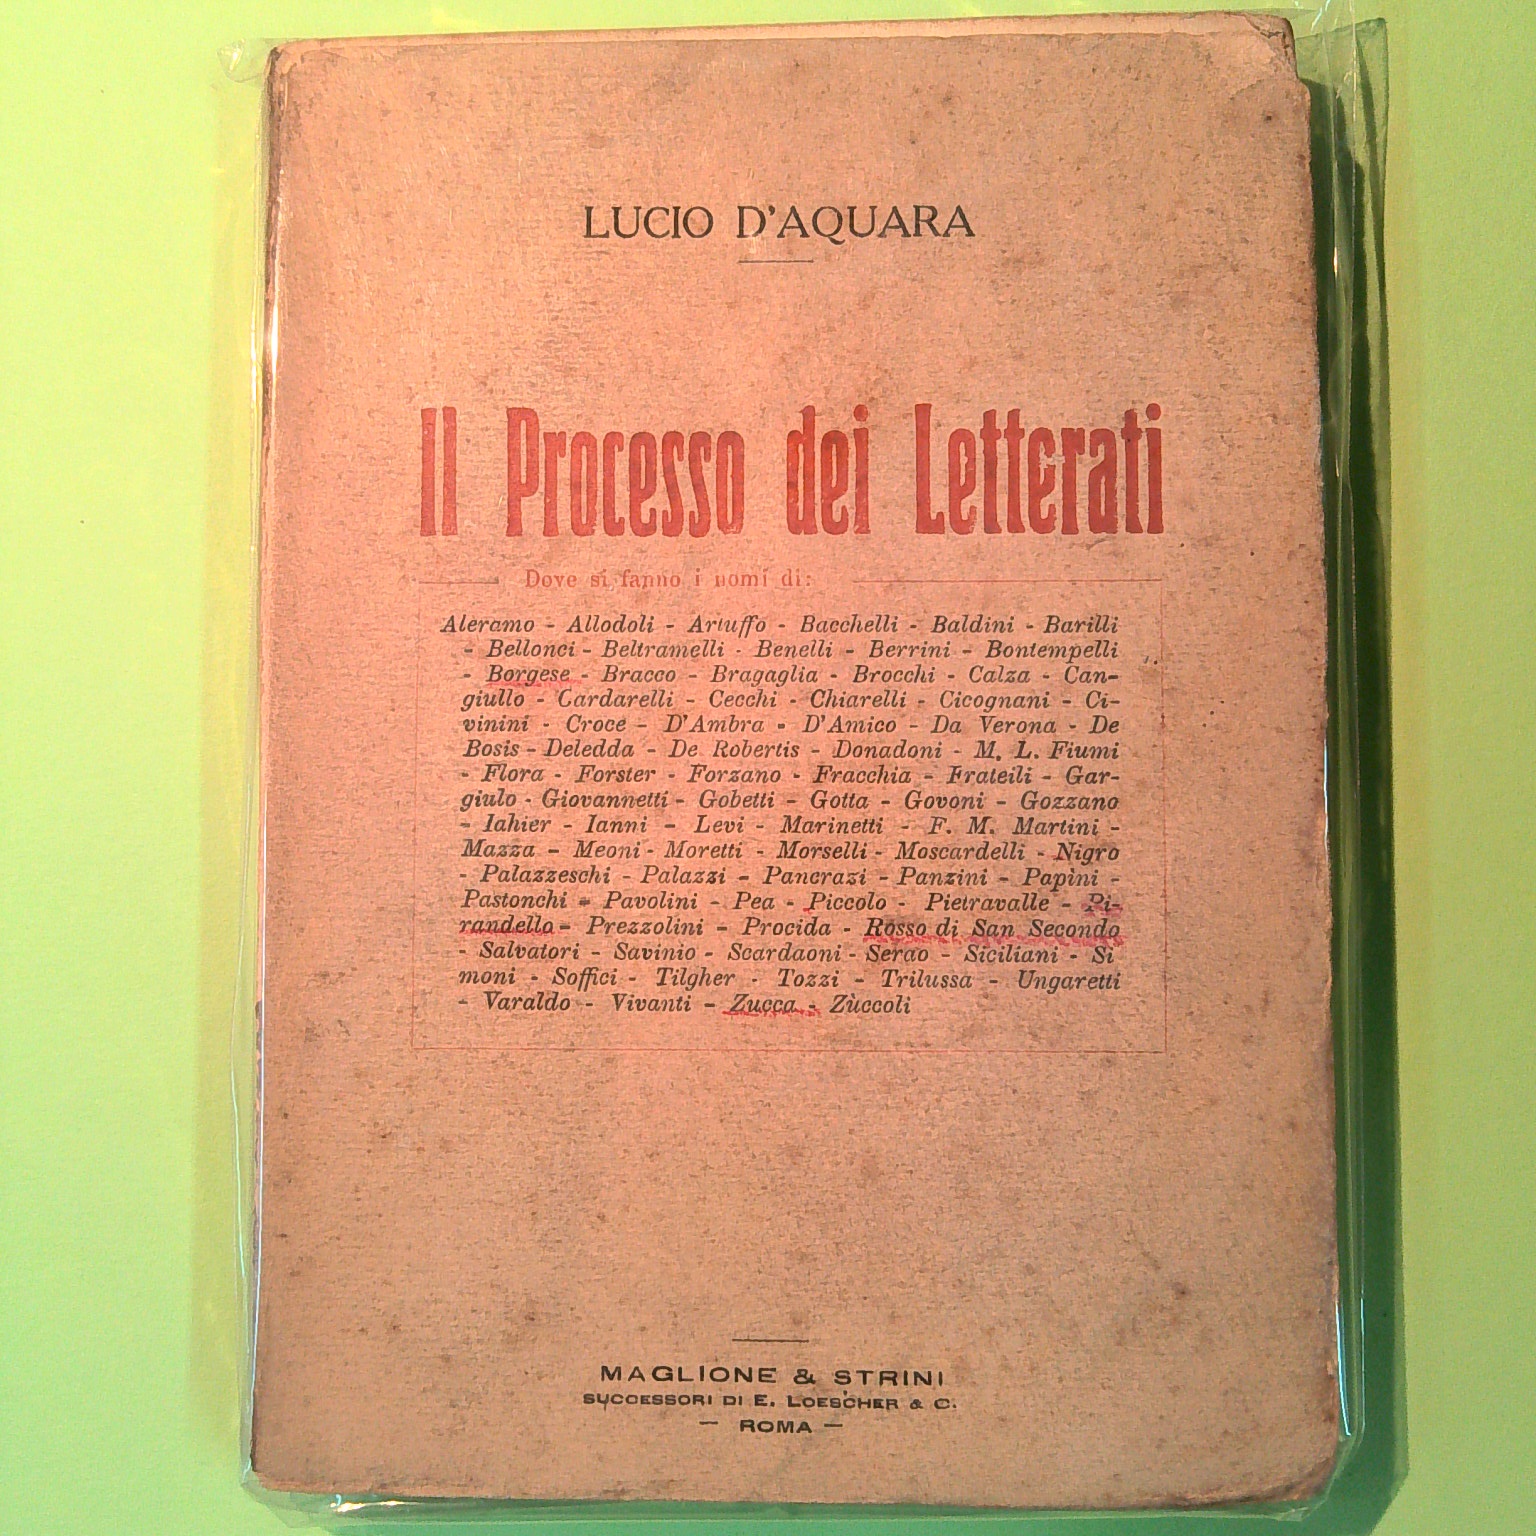 LUCIO D'AQUARA
Il Processo dei Letterati
Dove si fanno i nomi di:
Aleramo - Allodoli - Artuffo - Bacchelli - Baldini - Barilli
- Bellonci - Beltramelli - Benelli - Berrini - Bontempelli
- Borgese - Bracco - Bragaglia - Brocchi - Calza - Can-
giullo - Cardarelli - Cecchi - Chiarelli - Cicognani - Ci-
vinini - Croce - D'Ambra - D'Amico - Da Verona - De
Bosis - Deledda - De Robertis - Donadoni - M. L. Fiumi
- Flora - Forster - Forzano - Fracchia - Frateili - Gar-
giulo - Giovannetti - Gobetti - Gotta - Govoni - Gozzano
- Iahier - Ianni - Levi - Marinetti - F. M. Martini -
Mazza - Meoni - Moretti - Morselli - Moscardelli - Nigro
- Palazzeschi - Palazzi - Pancrazi - Panzini - Papini -
Pastonchi - Pavolini - Pea - Piccolo - Pietravalle - Pi-
randello - Prezzolini - Procida - Rosso di San Secondo
- Salvatori - Savinio - Scardaoni - Serao - Siciliani - Si
moni - Soffici - Tilgher - Tozzi - Trilussa - Ungaretti
- Varaldo - Vivanti - Zucca - Zùccoli
MAGLIONE & STRINI
SUCCESSORI DI E. LOESCHER & C.
— ROMA —